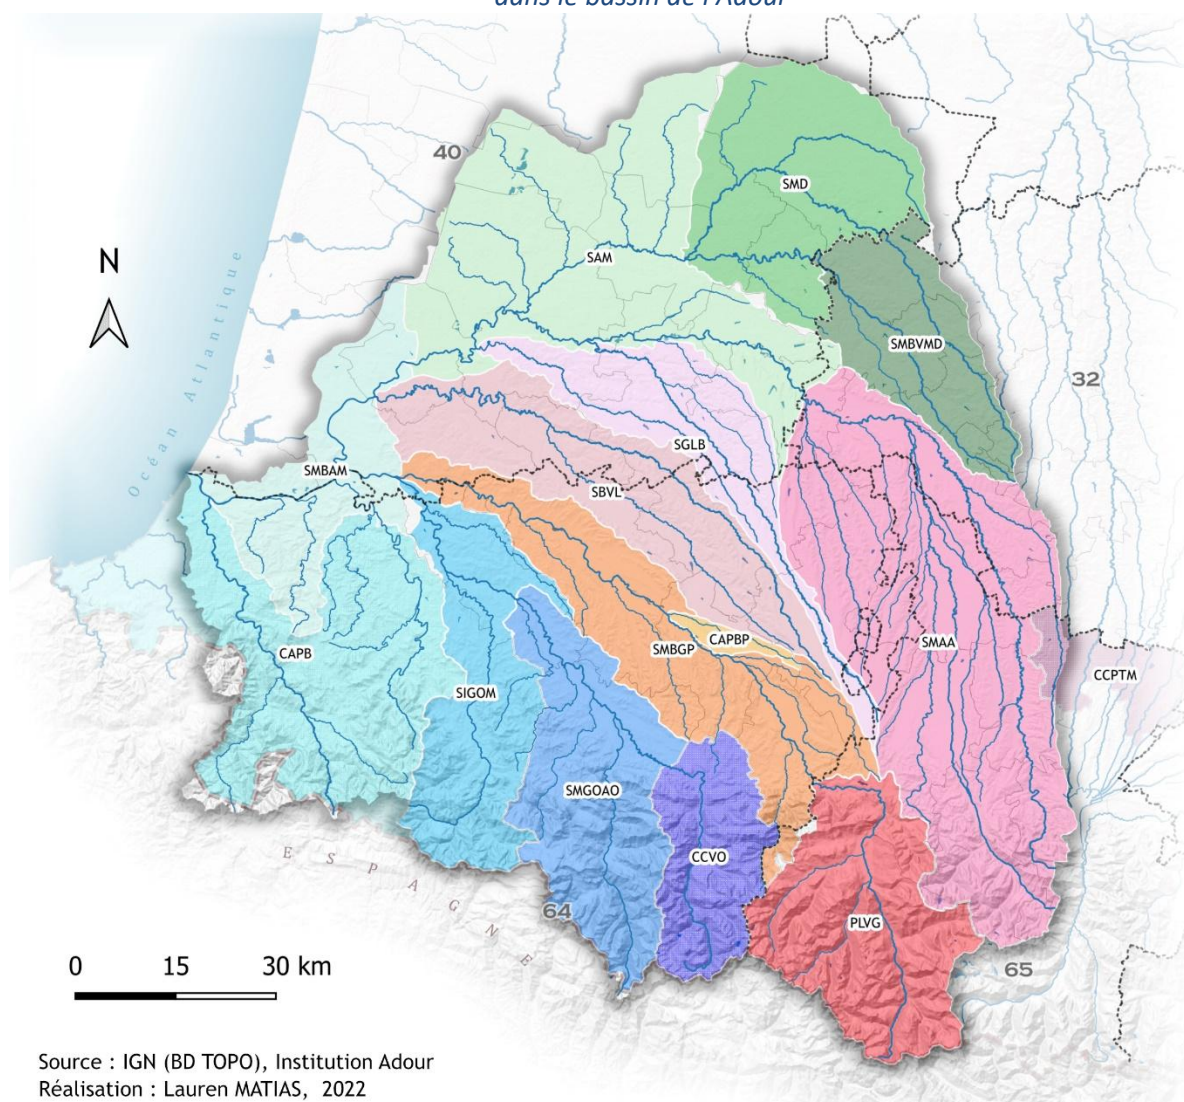 dans le bassin de l'Adour
40
SMD
N
SAM
Océan Atlantique
SMBVMD
32
SGLB
SMBAM
SBVL
CAPBP
SMBGP
SMAA
CAPB
CCPTM
SIGOM
SMGOAO
CCVO
ESPAGNE
64
PLVG
65
0 15 30 km
Source : IGN (BD TOPO), Institution Adour
Réalisation : Lauren MATIAS, 2022